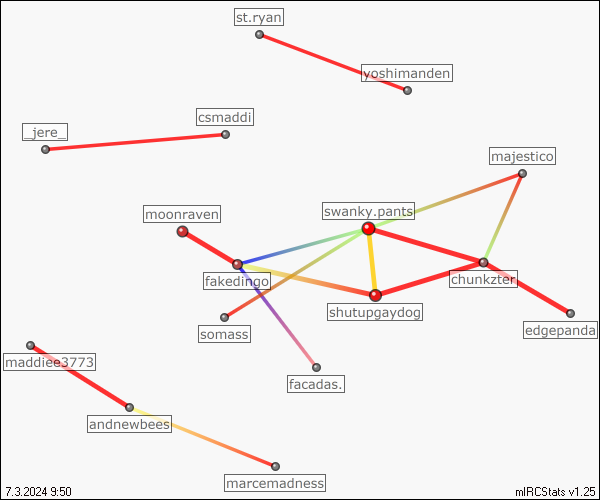 st.ryan
yoshimanden
csmaddi
_jere_
majestico
moonraven
swanky.pants
fakedingo
chunkzter
somass
shutupgaydog
edgepanda
maddiee3773
facadas.
andnewbees
marcemadness
7.3.2024 9:50
mIRCStats v1.25